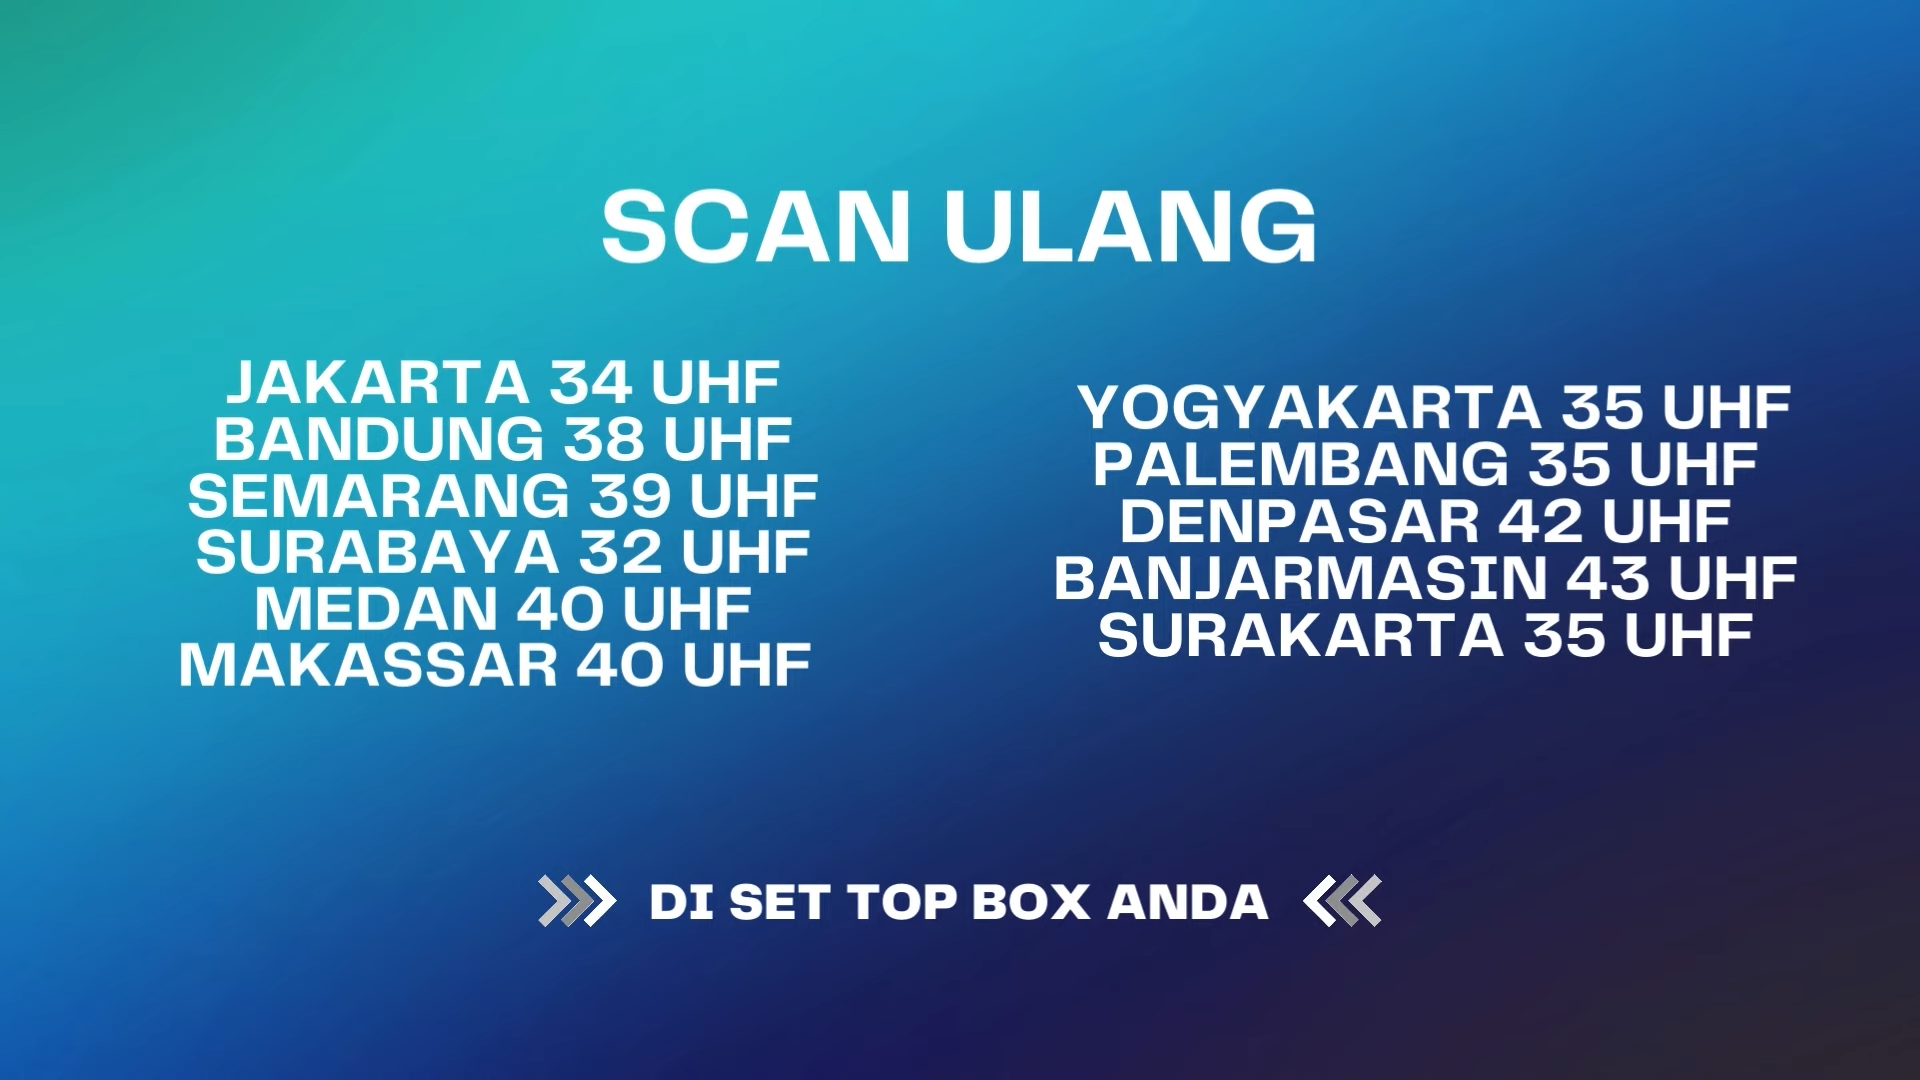 SCAN ULANG
JAKARTA 34 UHF
BANDUNG 38 UHF
SEMARANG 39 UHF
SURABAYA 32 UHF
MEDAN 40 UHF
MAKASSAR 40 UHF
YOGYAKARTA 35 UHF
PALEMBANG 35 UHF
DENPASAR 42 UHF
BANJARMASIN 43 UHF
SURAKARTA 35 UHF
DI SET TOP BOX ANDA